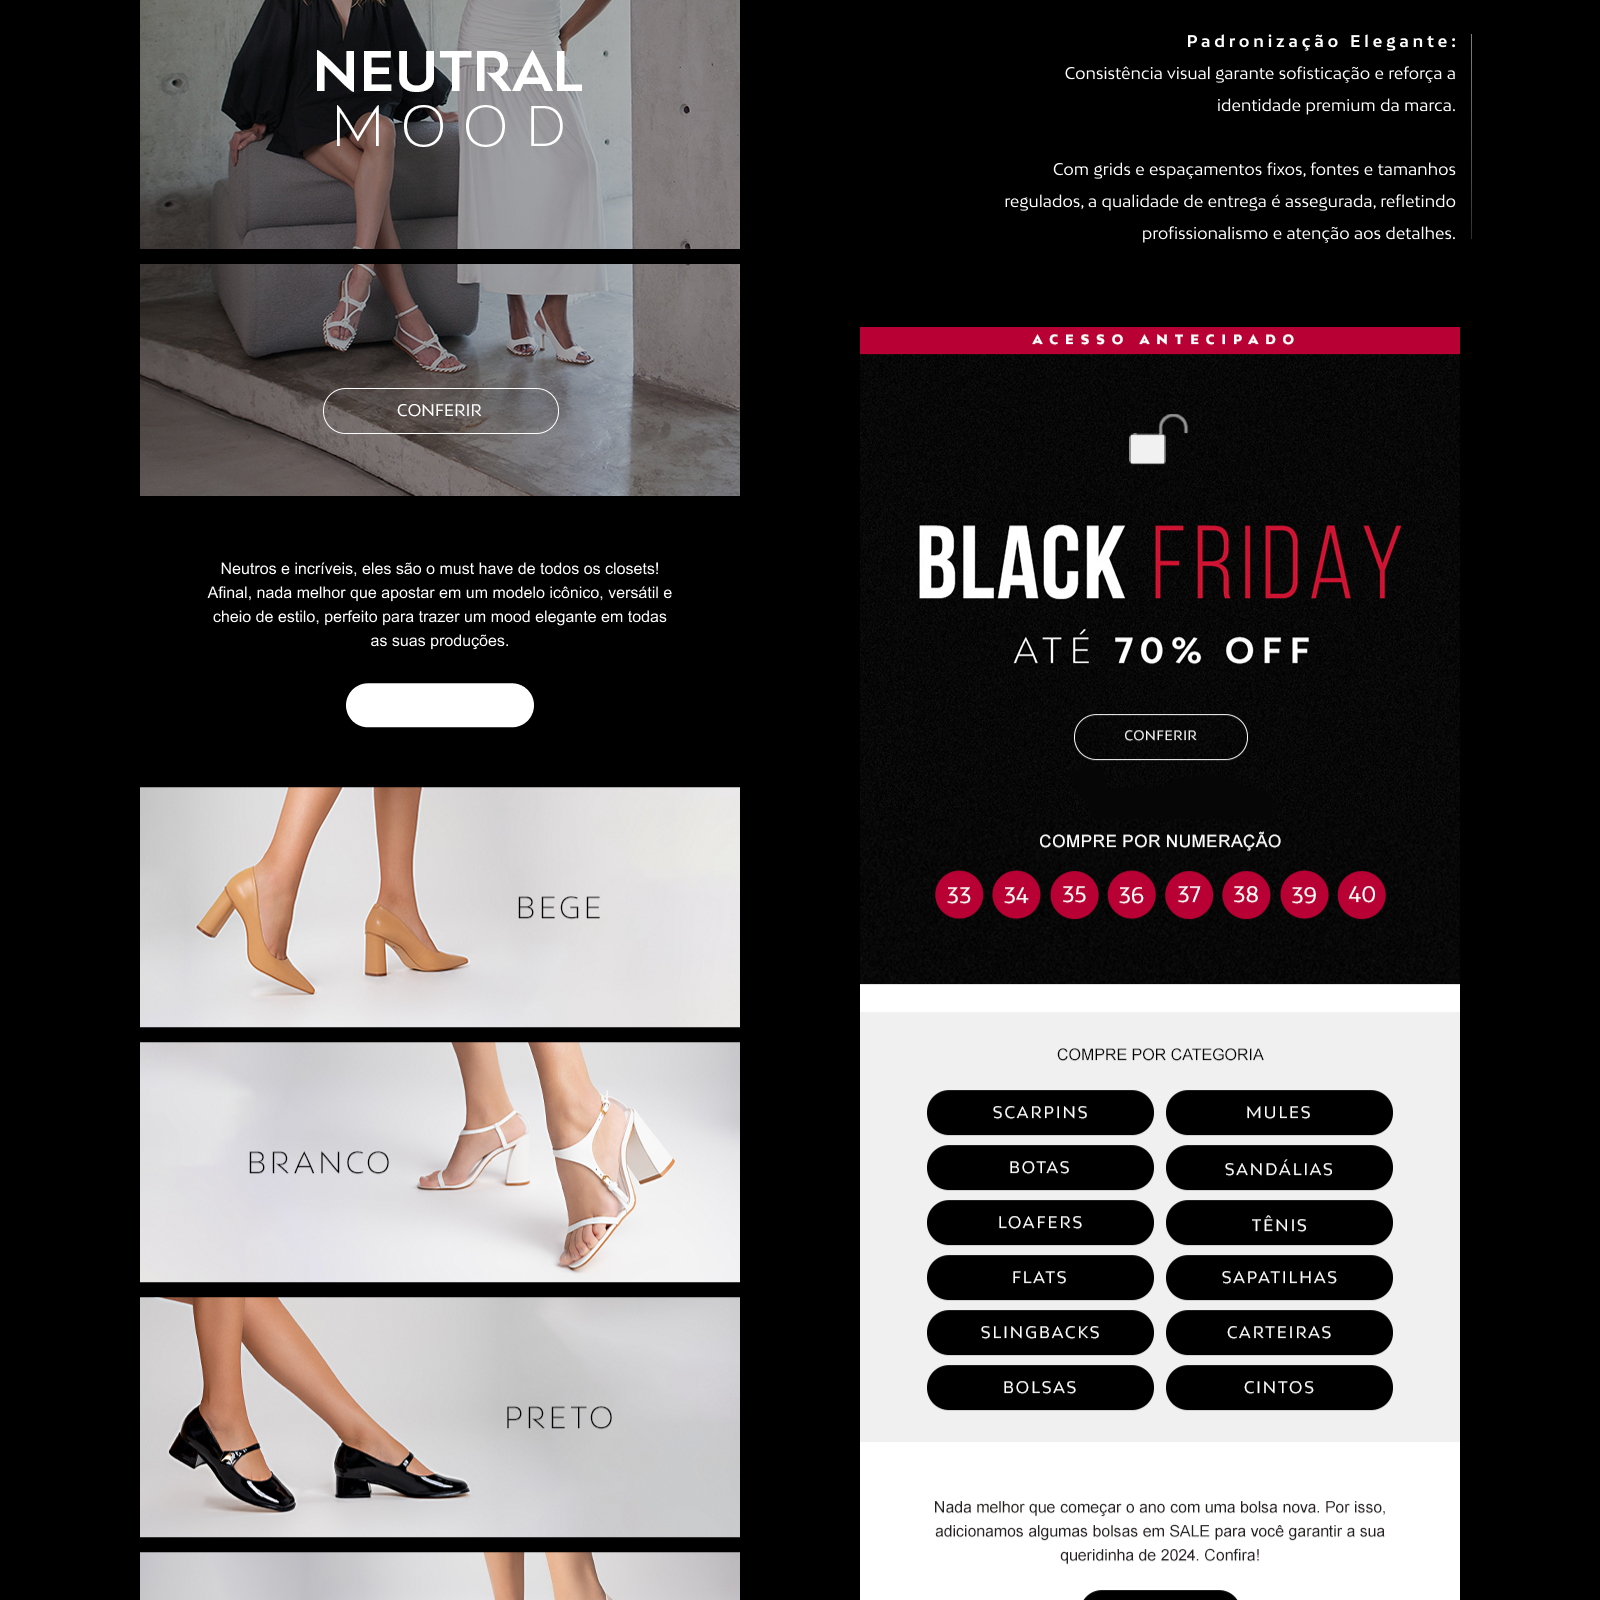 NEUTRAL
MOOD
CONFERIR
Neutros e incríveis, eles são o must have de todos os closets!
Afinal, nada melhor que apostar em um modelo icônico, versátil e
cheio de estilo, perfeito para trazer um mood elegante em todas
as suas produções.
BEGE
BRANCO
PRETO
Padronização Elegante:
Consistência visual garante sofisticação e reforça a
identidade premium da marca.
Com grids e espaçamentos fixos, fontes e tamanhos
regulados, a qualidade de entrega é assegurada, refletindo
profissionalismo e atenção aos detalhes.
ACESSO ANTECIPADO
BLACK FRIDAY
ATÉ 70% OFF
CONFERIR
COMPRE POR NUMERAÇÃO
33 34 35 36 37 38 39 40
COMPRE POR CATEGORIA
SCARPINS MULES
BOTAS SANDÁLIAS
LOAFERS TÊNIS
FLATS SAPATILHAS
SLINGBACKS CARTEIRAS
BOLSAS CINTOS
Nada melhor que começar o ano com uma bolsa nova. Por isso,
adicionamos algumas bolsas em SALE para você garantir a sua
queridinha de 2024. Confira!